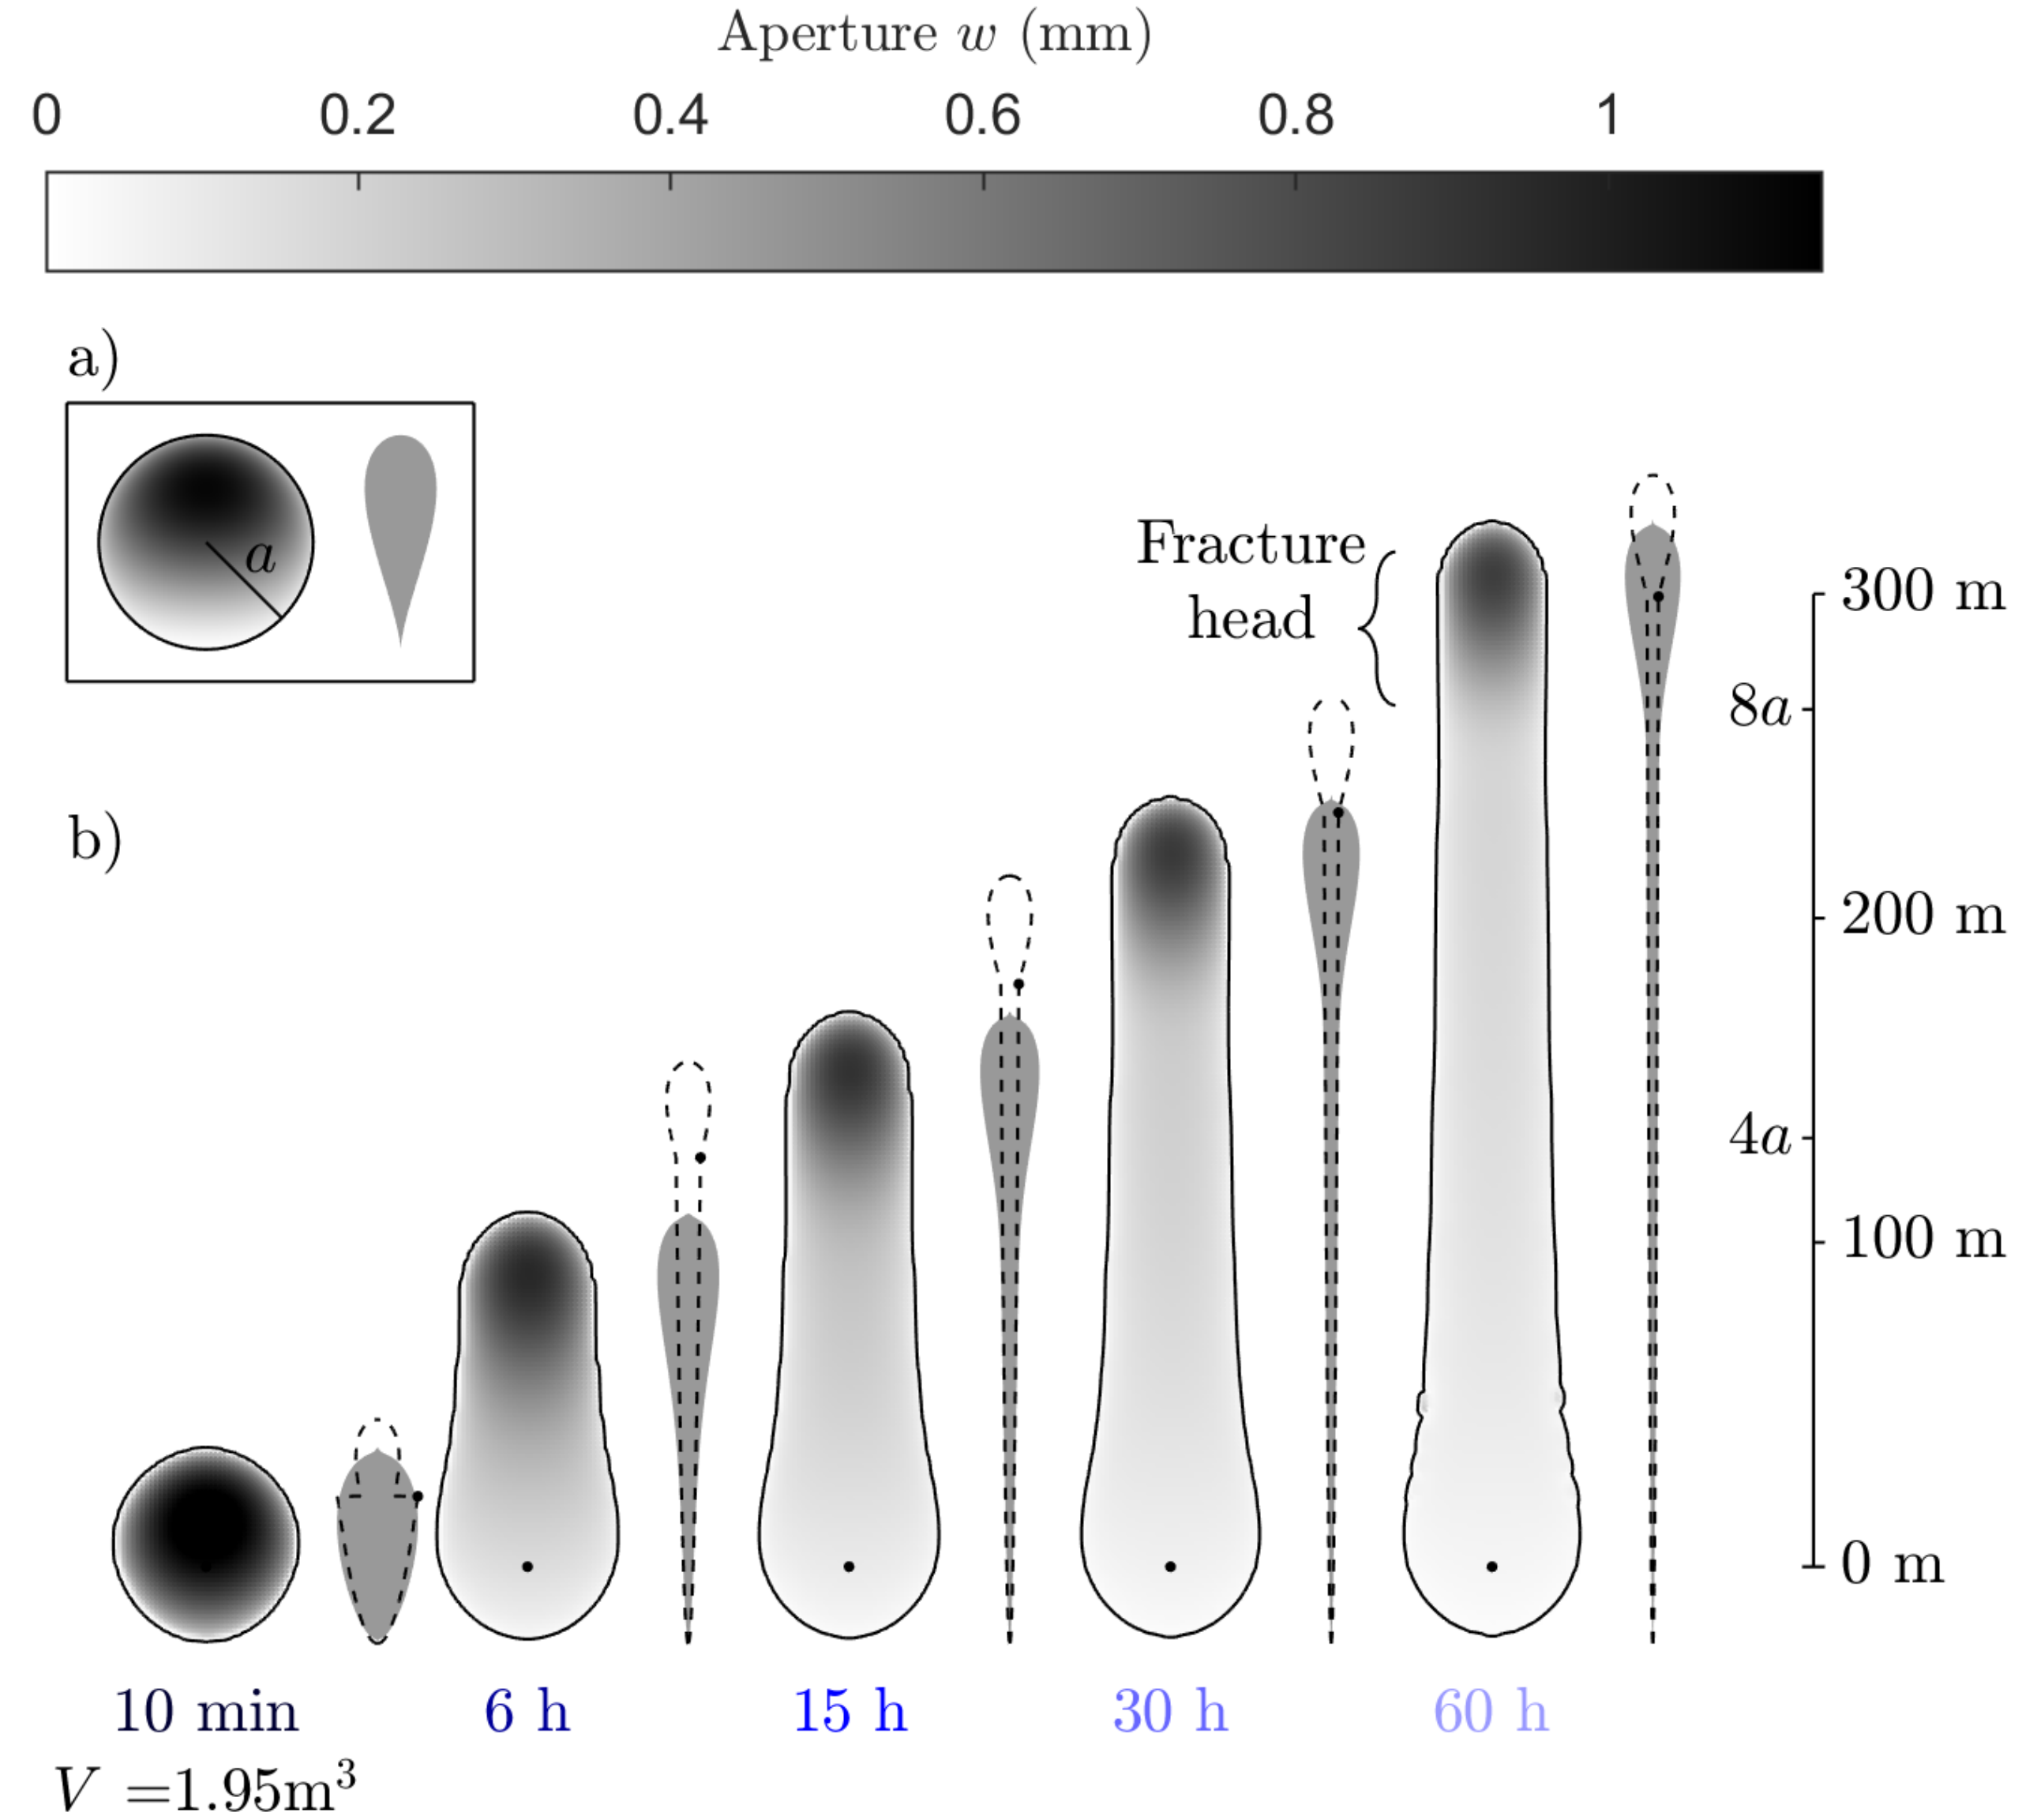 Aperture w (mm)
0 0.2 0.4 0.6 0.8 1
a)
a
Fracture
head
300 m
8a
b)
200 m
4a
100 m
0 m
10 min 6 h 15 h 30 h 60 h
V =1.95m³